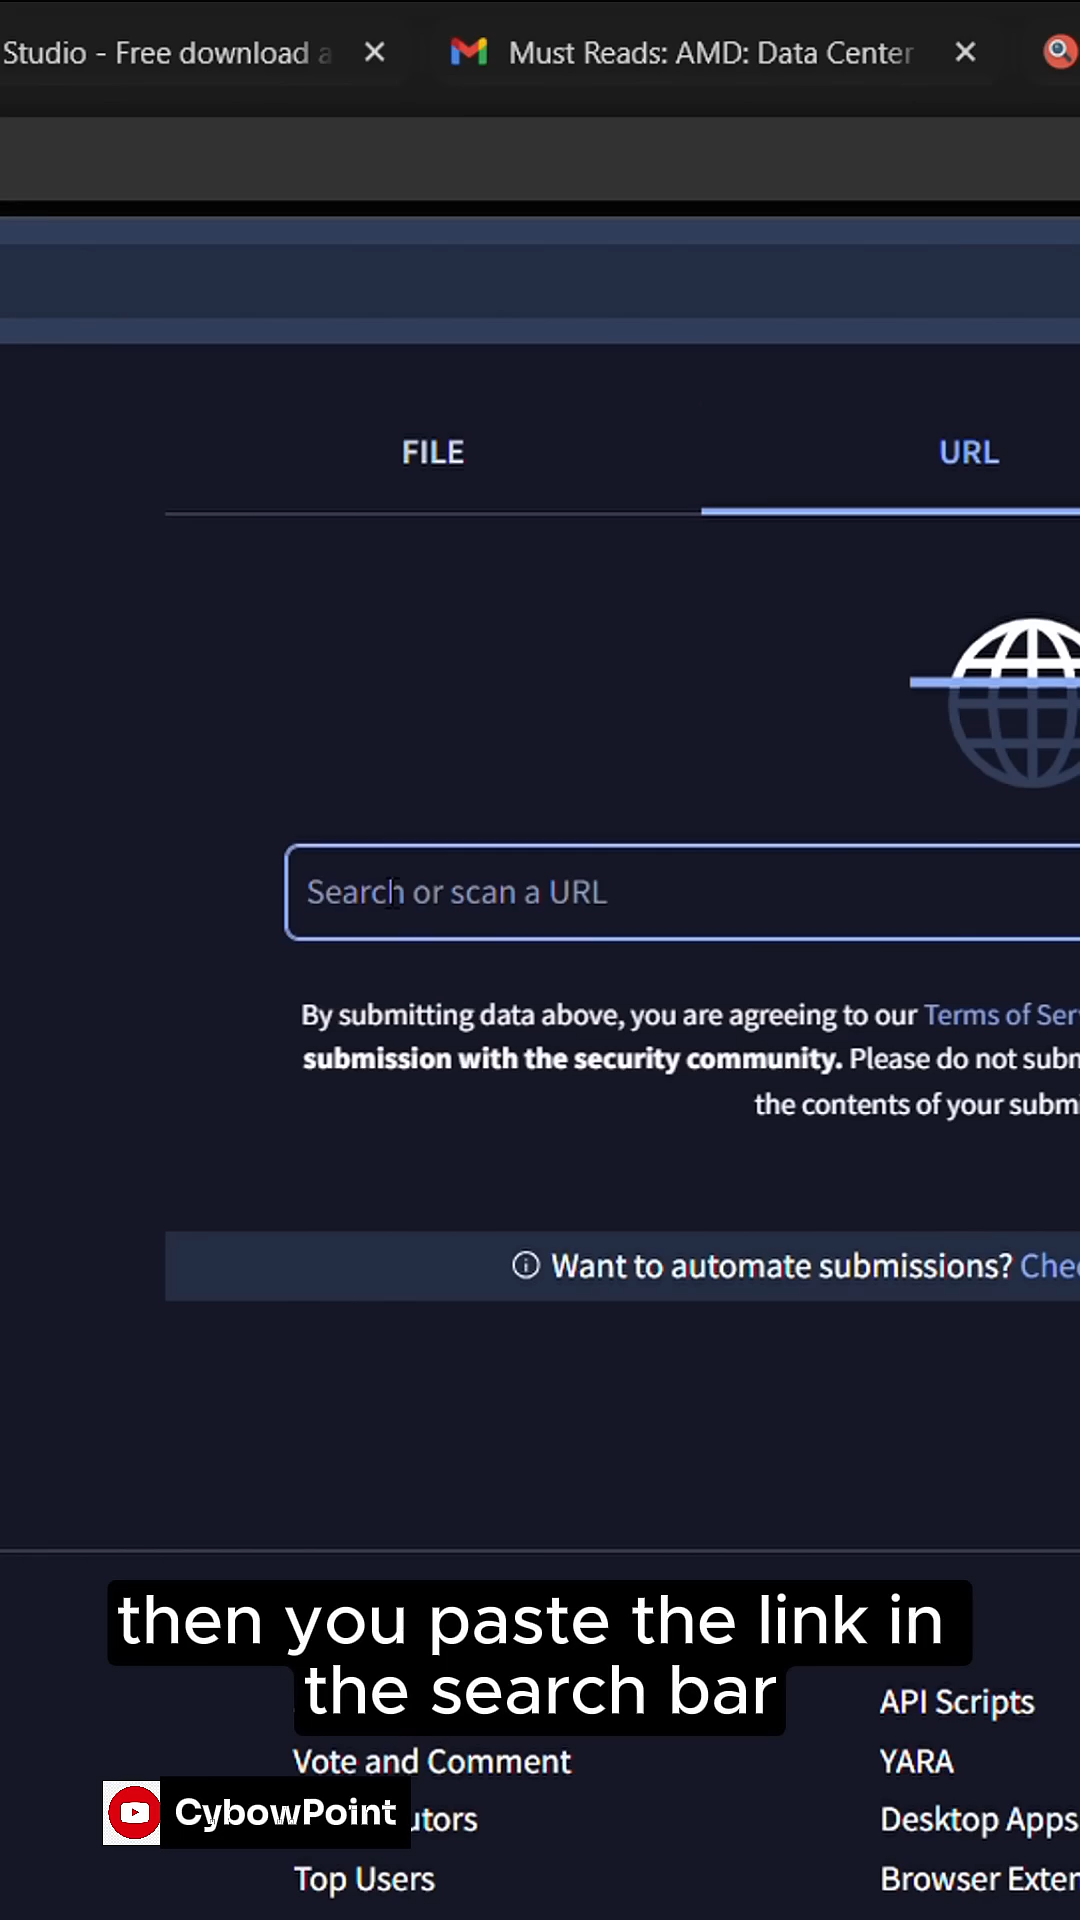 Studio - Free download a
Must Reads: AMD: Data Center
FILE
URL
Search or scan a URL
By submitting data above, you are agreeing to our Terms of Ser
submission with the security community. Please do not subm
the contents of your submi
Want to automate submissions? Chec
then you paste the link in
the search bar
API Scripts
Vote and Comment
YARA
CybowPoint
utors
Desktop Apps
Top Users
Browser Exten